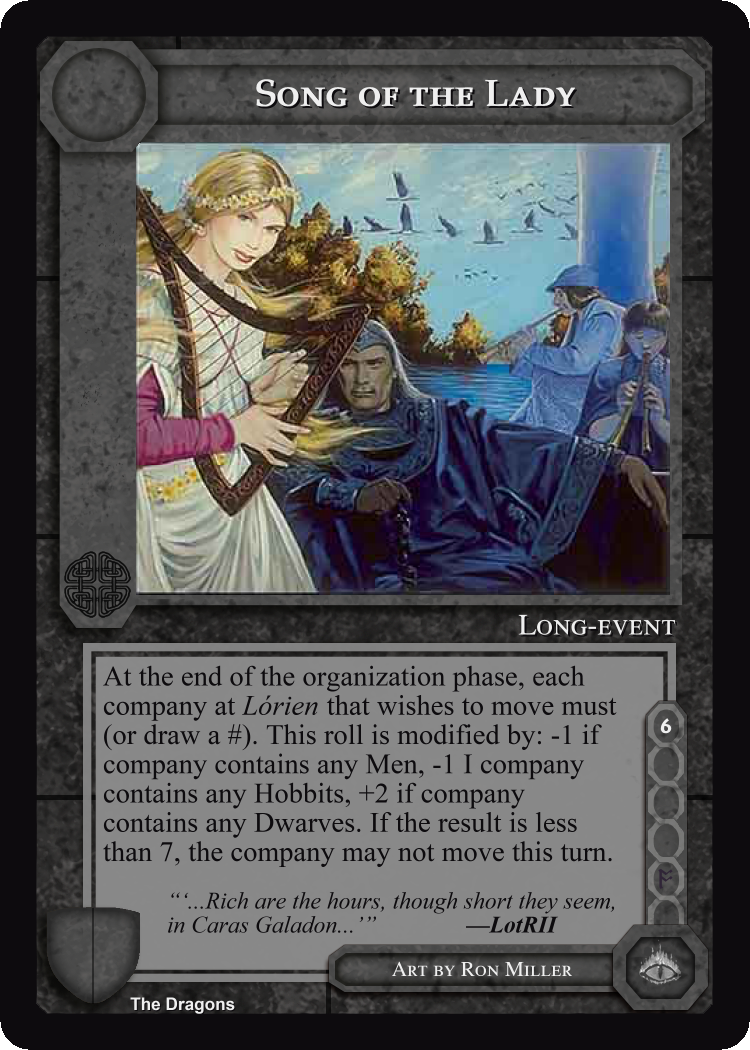 Song of the Lady
Long-event
At the end of the organization phase, each
company at Lórien that wishes to move must
(or draw a #). This roll is modified by: -1 if
company contains any Men, -1 I company
contains any Hobbits, +2 if company
contains any Dwarves. If the result is less
than 7, the company may not move this turn.
6
“‘...Rich are the hours, though short they seem,
in Caras Galadon...’” —LotRII
Art by Ron Miller
The Dragons